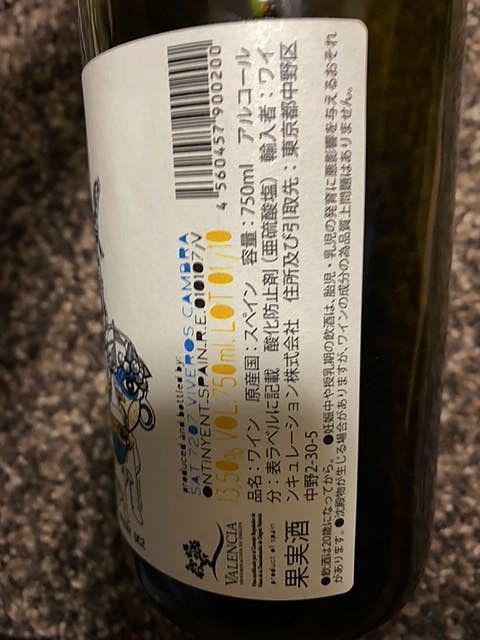 produced and bottled by:
SAT 7207 VIVEROS CAMBRA
ONTINYENT-SPAIN.R.E.010107/V
13,50% VOL. 750ml. LOT 01/10
4 560457 900200
VALENCIA
product of spain
品名:ワイン 原産国:スペイン 容量:750ml アルコール
分:表ラベルに記載 酸化防止剤(亜硫酸塩) 輸入者:ワイ
ンキュレーション株式会社 住所及び引取先:東京都中野区
中野2-30-5
果実酒
●飲酒は20歳になってから。 ●妊娠中や授乳期の飲酒は、胎児・乳児の発育に悪影響を与えるおそれ
があります。●沈殿物が生じる場合がありますが、ワインの成分の為品質上問題はありません。